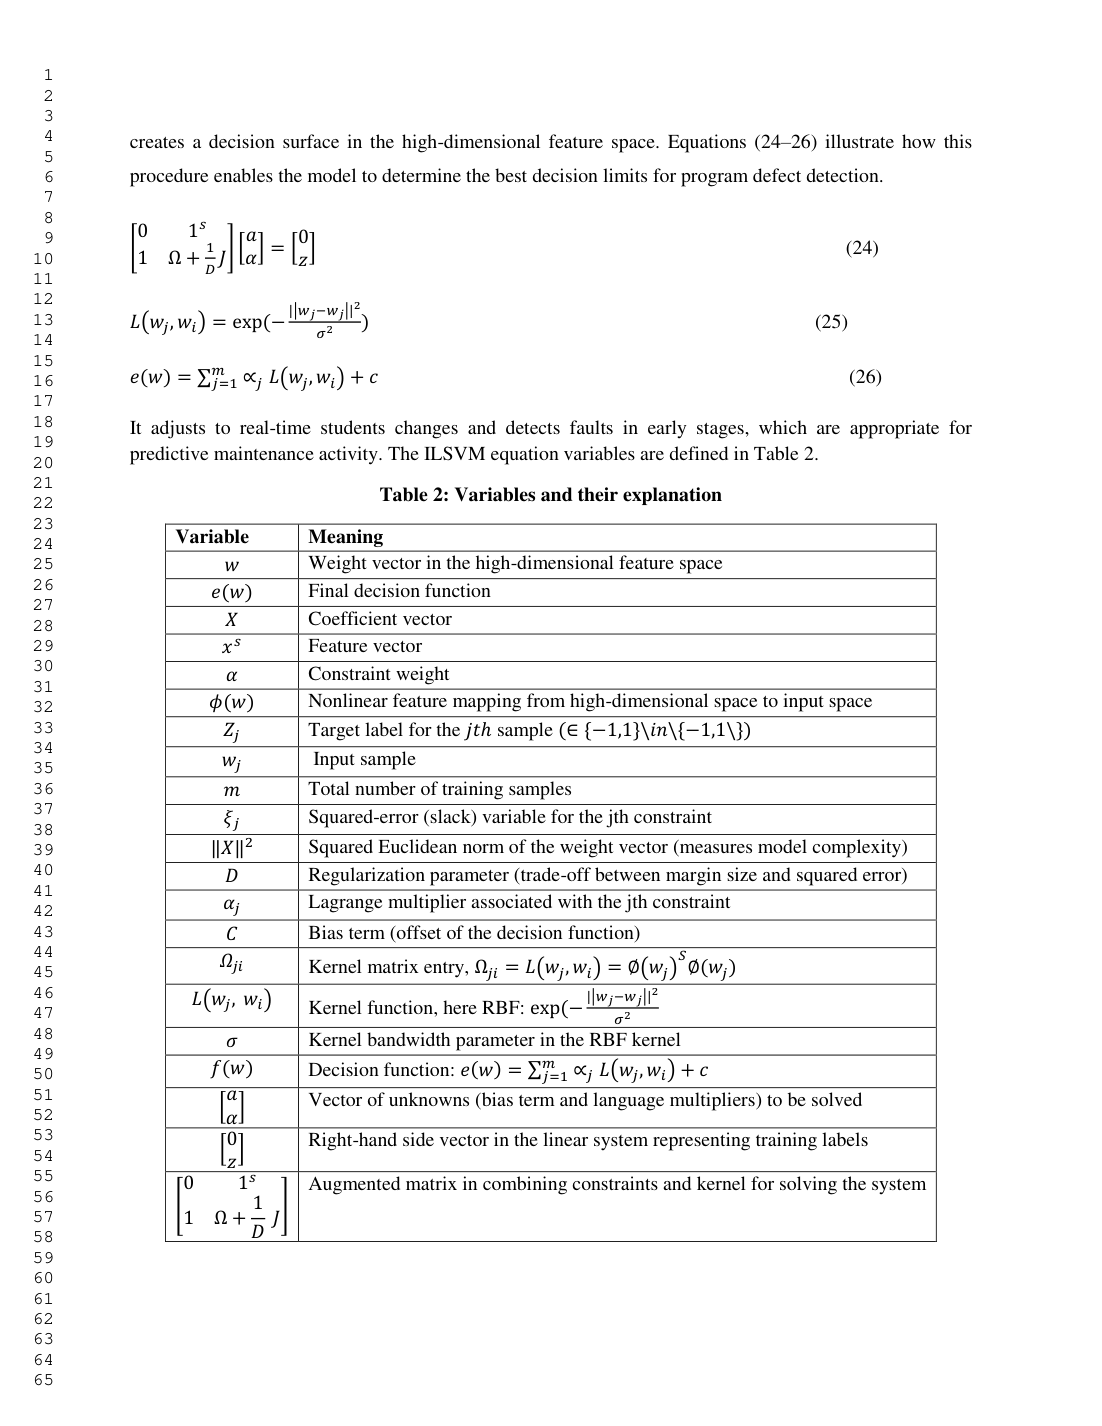 1
2
3
4
5
6
7
8
9
10
11
12
13
14
15
16
17
18
19
20
21
22
23
24
25
26
27
28
29
30
31
32
33
34
35
36
37
38
39
40
41
42
43
44
45
46
47
48
49
50
51
52
53
54
55
56
57
58
59
60
61
62
63
64
65
creates a decision surface in the high-dimensional feature space. Equations (24–26) illustrate how this
procedure enables the model to determine the best decision limits for program defect detection.
[0 1^s; 1 Ω + 1/D J] [a; α] = [0; z] (24)
L(w_j, w_i) = exp(− ||w_j−w_j||² / σ²) (25)
e(w) = ∑_{j=1}^{m} ∝_j L(w_j, w_i) + c (26)
It adjusts to real-time students changes and detects faults in early stages, which are appropriate for
predictive maintenance activity. The ILSVM equation variables are defined in Table 2.
Table 2: Variables and their explanation
Variable Meaning
w Weight vector in the high-dimensional feature space
e(w) Final decision function
X Coefficient vector
x^s Feature vector
α Constraint weight
ϕ(w) Nonlinear feature mapping from high-dimensional space to input space
Z_j Target label for the jth sample (∈ {−1,1}\in\{−1,1\})
w_j Input sample
m Total number of training samples
ξ_j Squared-error (slack) variable for the jth constraint
‖X‖² Squared Euclidean norm of the weight vector (measures model complexity)
D Regularization parameter (trade-off between margin size and squared error)
α_j Lagrange multiplier associated with the jth constraint
C Bias term (offset of the decision function)
Ω_ji Kernel matrix entry, Ω_ji = L(w_j, w_i) = ∅(w_j)^S ∅(w_j)
L(w_j, w_i) Kernel function, here RBF: exp(− ||w_j−w_j||² / σ²
σ Kernel bandwidth parameter in the RBF kernel
f(w) Decision function: e(w) = ∑_{j=1}^{m} ∝_j L(w_j, w_i) + c
[a; α] Vector of unknowns (bias term and language multipliers) to be solved
[0; z] Right-hand side vector in the linear system representing training labels
[0 1^s; 1 Ω + 1/D J] Augmented matrix in combining constraints and kernel for solving the system